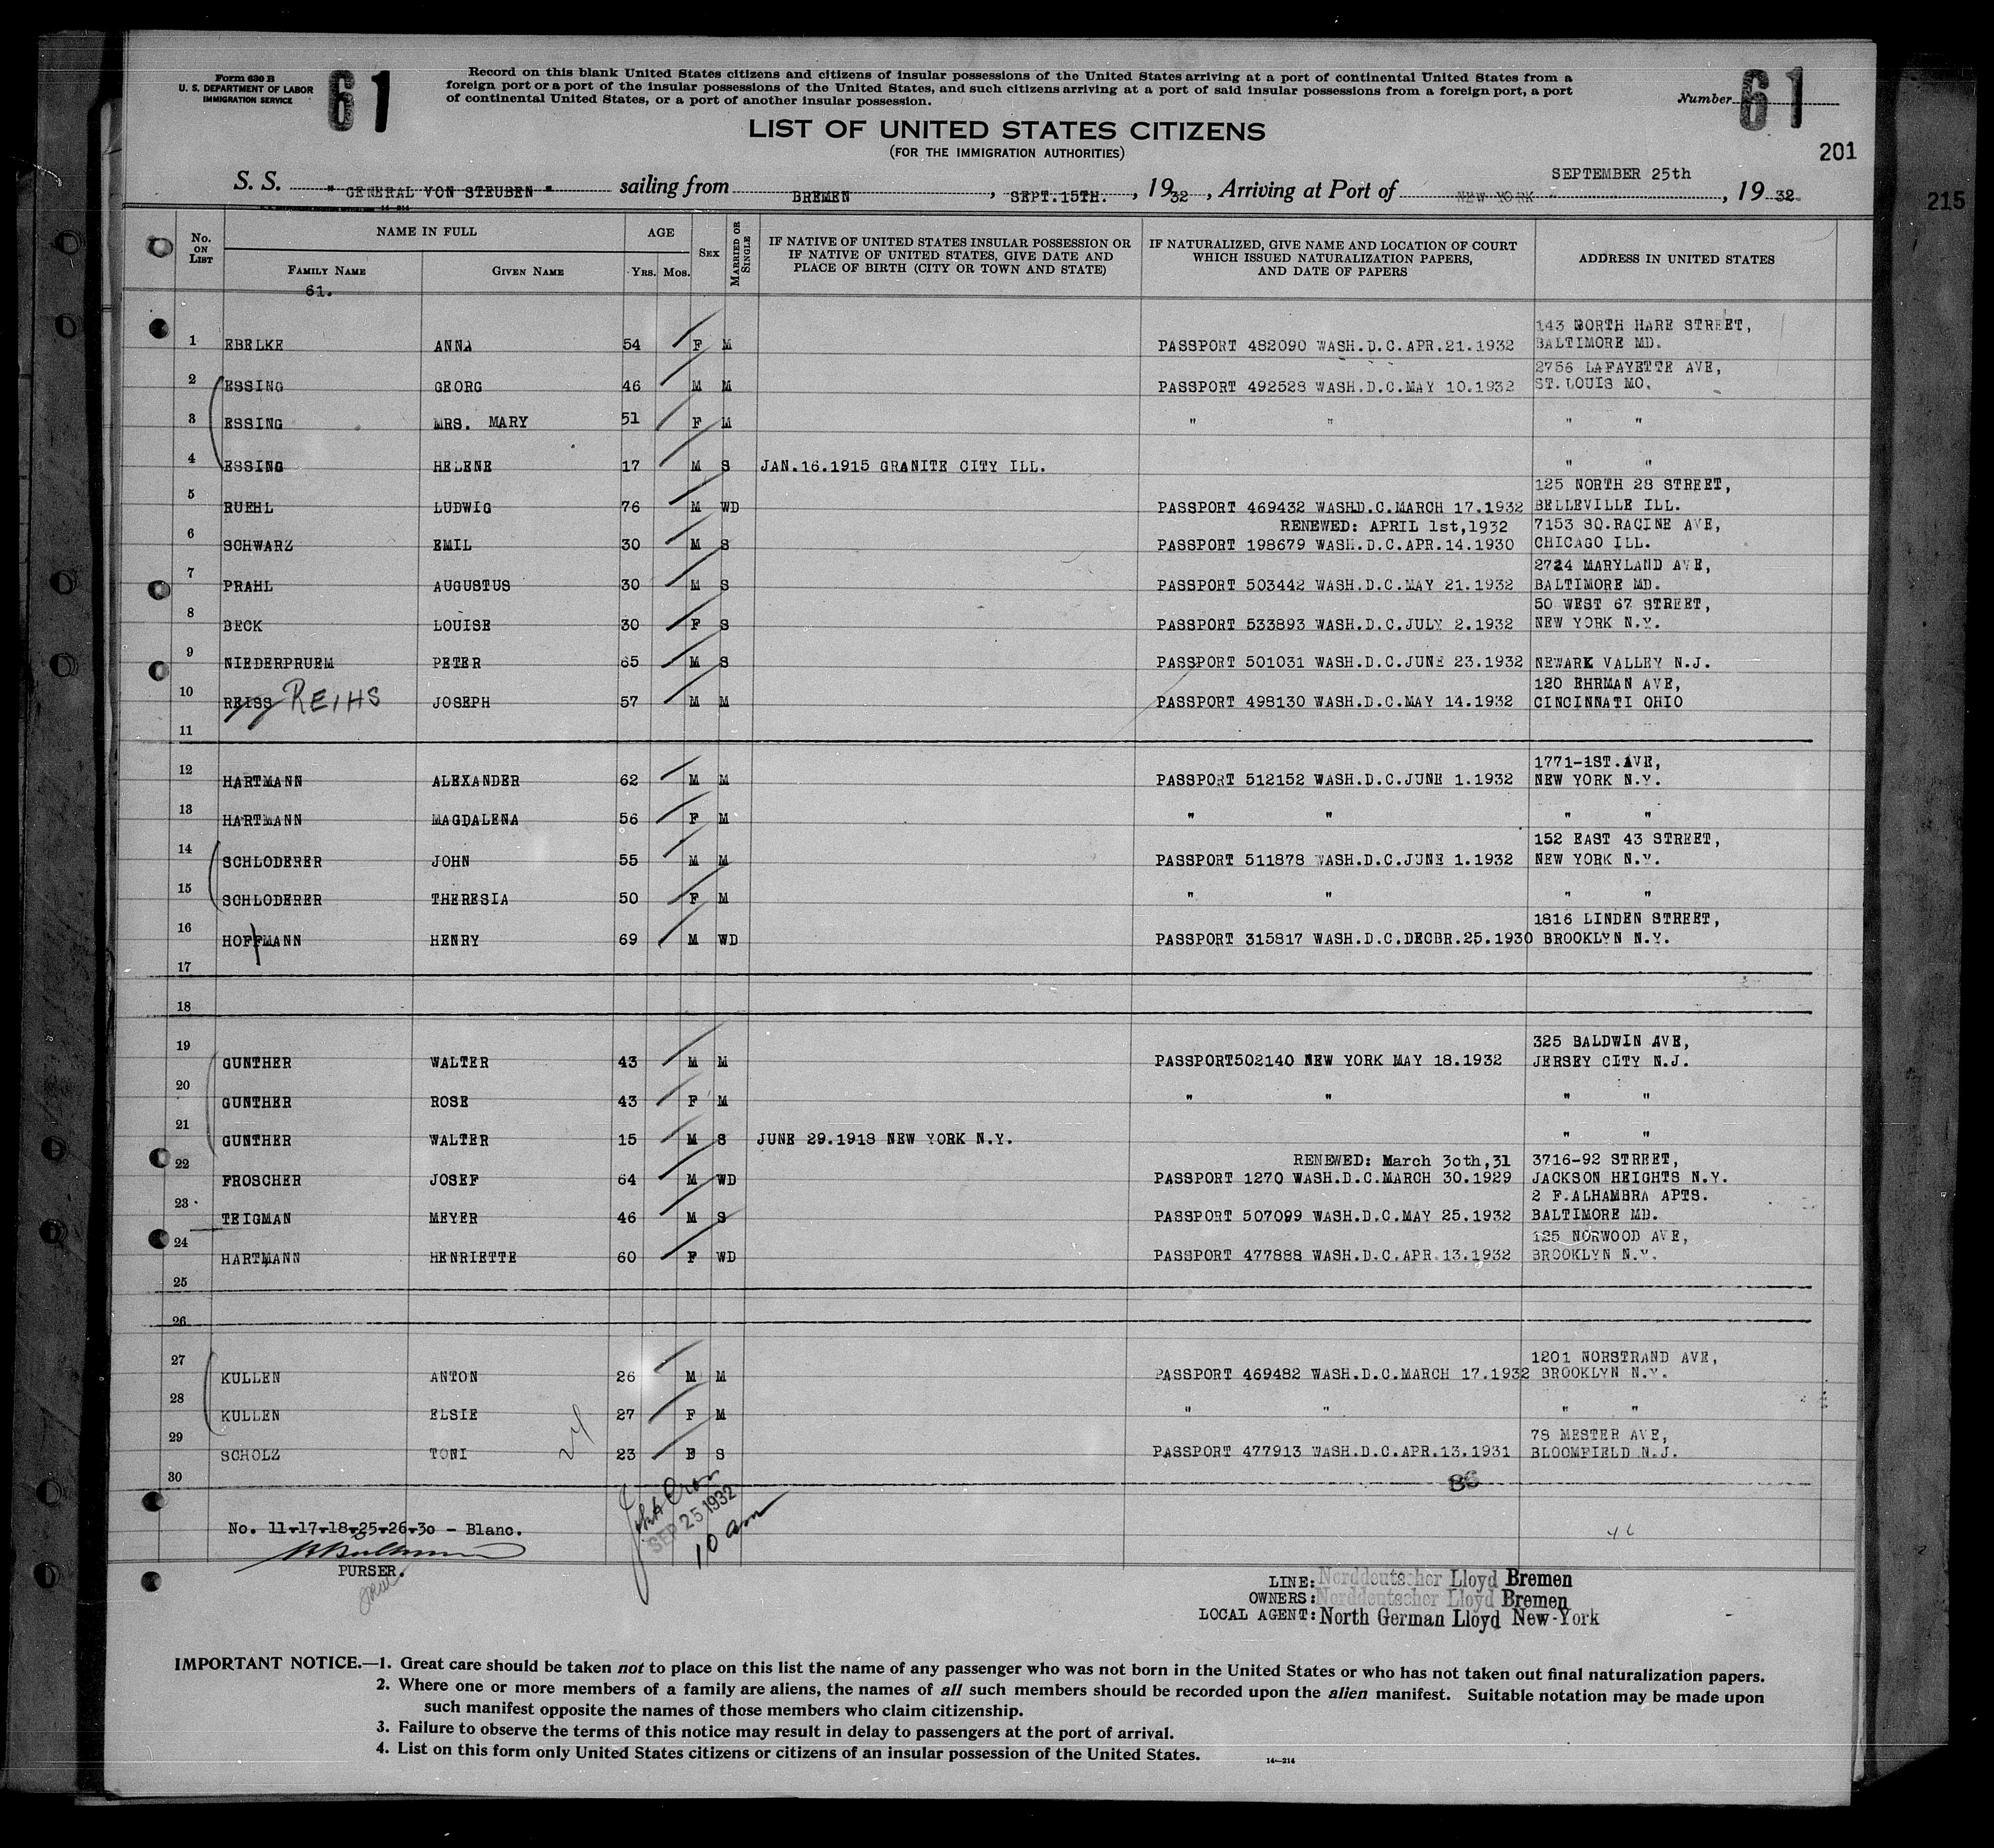 Form 630 B
U. S. DEPARTMENT OF LABOR
IMMIGRATION SERVICE
61
Record on this blank United States citizens and citizens of insular possessions of the United States arriving at a port of continental United States from a
foreign port or a port of the insular possessions of the United States, and such citizens arriving at a port of said insular possessions from a foreign port, a port
of continental United States, or a port of another insular possession.
Number 61
LIST OF UNITED STATES CITIZENS
(FOR THE IMMIGRATION AUTHORITIES)
201
215
S. S. " GENERAL VON STEUBEN " sailing from BREMEN , SEPT.15TH. , 1932 , Arriving at Port of NEW YORK SEPTEMBER 25th , 1932.
14-214
No. ON LIST NAME IN FULL FAMILY NAME GIVEN NAME AGE YRS. MOS. SEX MARRIED OR SINGLE
IF NATIVE OF UNITED STATES INSULAR POSSESSION OR IF NATIVE OF UNITED STATES, GIVE DATE AND PLACE OF BIRTH (CITY OR TOWN AND STATE)
IF NATURALIZED, GIVE NAME AND LOCATION OF COURT WHICH ISSUED NATURALIZATION PAPERS, AND DATE OF PAPERS
ADDRESS IN UNITED STATES
61.
143 NORTH HARE STREET,
1 EBELKE ANNA 54 F M PASSPORT 482090 WASH.D.C.APR.21.1932 BALTIMORE MD.
2756 LAFAYETTE AVE,
2 ESSING GEORG 46 M M PASSPORT 492528 WASH.D.C.MAY 10.1932 ST.LOUIS MO.
3 ESSING MRS. MARY 51 F M " " " "
4 ESSING HELENE 17 M S JAN.16.1915 GRANITE CITY ILL. " "
125 NORTH 28 STREET,
5 RUEHL LUDWIG 76 M WD PASSPORT 469432 WASHD.C.MARCH 17.1932 BELLEVILLE ILL.
RENEWED: APRIL 1st,1932 7153 SO.RACINE AVE,
6 SCHWARZ EMIL 30 M S PASSPORT 198679 WASH.D.C.APR.14.1930 CHICAGO ILL.
2724 MARYLAND AVE,
7 PRAHL AUGUSTUS 30 M S PASSPORT 503442 WASH.D.C.MAY 21.1932 BALTIMORE MD.
50 WEST 67 STREET,
8 BECK LOUISE 30 F S PASSPORT 533893 WASH.D.C.JULY 2.1932 NEW YORK N.Y.
9 NIEDERPRUEM PETER 65 M S PASSPORT 501031 WASH.D.C.JUNE 23.1932 NEWARK VALLEY N.J.
120 EHRMAN AVE,
10 REISS REIHS JOSEPH 57 M M PASSPORT 498130 WASH.D.C.MAY 14.1932 CINCINNATI OHIO
11
1771-1ST.AVE,
12 HARTMANN ALEXANDER 62 M M PASSPORT 512152 WASH.D.C.JUNE 1.1932 NEW YORK N.Y.
13 HARTMANN MAGDALENA 56 F M " " " "
152 EAST 43 STREET,
14 SCHLODERER JOHN 55 M M PASSPORT 511878 WASH.D.C.JUNE 1.1932 NEW YORK N.Y.
15 SCHLODERER THERESIA 50 F M " " " "
1816 LINDEN STREET,
16 HOFFMANN HENRY 69 M WD PASSPORT 315817 WASH.D.C.DECBR.25.1930 BROOKLYN N.Y.
17
18
325 BALDWIN AVE,
19 GUNTHER WALTER 43 M M PASSPORT502140 NEW YORK MAY 18.1932 JERSEY CITY N.J.
20 GUNTHER ROSE 43 F M " " " "
21 GUNTHER WALTER 15 M S JUNE 29.1918 NEW YORK N.Y. " "
RENEWED: March 30th,31 3716-92 STREET,
22 FROSCHER JOSEF 64 M WD PASSPORT 1270 WASH.D.C.MARCH 30.1929 JACKSON HEIGHTS N.Y.
2 F.ALHAMBRA APTS.
23 TEIGMAN MEYER 46 M S PASSPORT 507099 WASH.D.C.MAY 25.1932 BALTIMORE MD.
125 NORWOOD AVE,
24 HARTMANN HENRIETTE 60 F WD PASSPORT 477888 WASH.D.C.APR.13.1932 BROOKLYN N.Y.
25
26
1201 NORSTRAND AVE,
27 KULLEN ANTON 26 M M PASSPORT 469482 WASH.D.C.MARCH 17.1932 BROOKLYN N.Y.
28 KULLEN ELSIE 27 F M " " " "
78 MESTER AVE,
29 SCHOLZ TONI 24 23 F S PASSPORT 477913 WASH.D.C.APR.13.1931 BLOOMFIELD N.J.
30 86
No. 11-17-18-25-26-30 - Blanc.
PURSER.
SEP 25 1932
10 am
LINE: Norddeutscher Lloyd Bremen
OWNERS: Norddeutscher Lloyd Bremen
LOCAL AGENT: North German Lloyd New-York
IMPORTANT NOTICE.—1. Great care should be taken not to place on this list the name of any passenger who was not born in the United States or who has not taken out final naturalization papers.
2. Where one or more members of a family are aliens, the names of all such members should be recorded upon the alien manifest. Suitable notation may be made upon
such manifest opposite the names of those members who claim citizenship.
3. Failure to observe the terms of this notice may result in delay to passengers at the port of arrival.
4. List on this form only United States citizens or citizens of an insular possession of the United States.
14-214